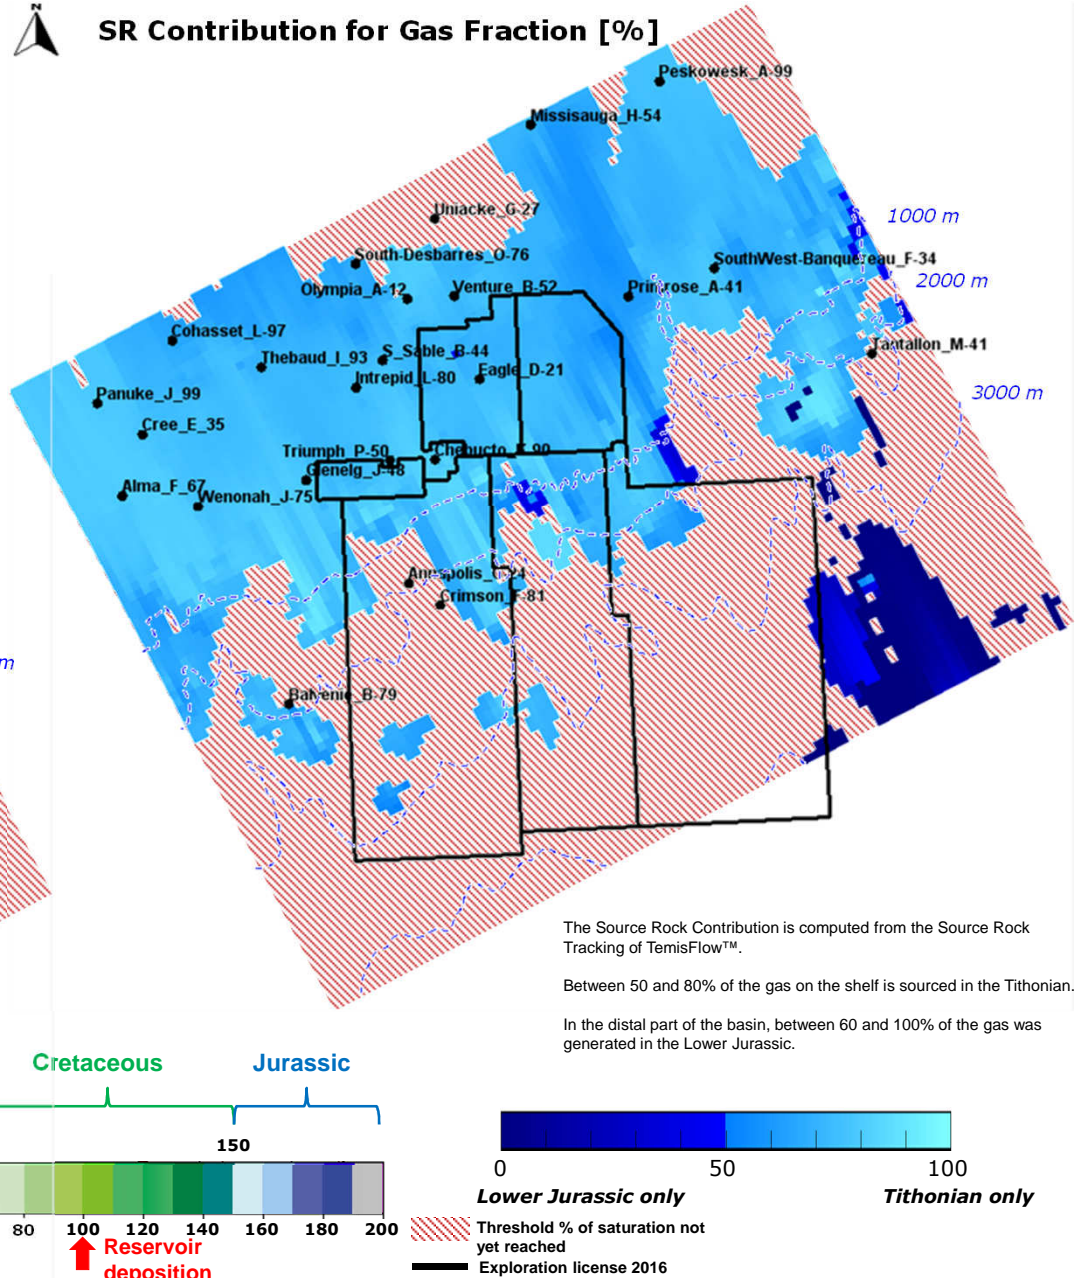 N
SR Contribution for Gas Fraction [%]
Peskowesk_A-99
Missisauga_H-54
Uniacke_G-27
1000 m
South-Desbarres_O-76
SouthWest-Banquereau_F-34
Olympia_A-12
Venture_B-52
Primrose_A-41
2000 m
Cohasset_L-97
Tantallon_M-41
Thebaud_I_93
S_Sable_B-44
Intrepid_L-80
Eagle_D-21
3000 m
Panuke_J_99
Cree_E_35
Triumph_P-50
Chebucto_K-90
Glenelg_J-48
Alma_F_67
Wenonah_J-75
Annapolis_G-24
Crimson_F-81
m
Balvenie_B-79
The Source Rock Contribution is computed from the Source Rock
Tracking of TemisFlow™.
Between 50 and 80% of the gas on the shelf is sourced in the Tithonian.
In the distal part of the basin, between 60 and 100% of the gas was
generated in the Lower Jurassic.
Cretaceous
Jurassic
150
80 100 120 140 160 180 200
Reservoir
deposition
0 50 100
Lower Jurassic only
Tithonian only
Threshold % of saturation not
yet reached
Exploration license 2016